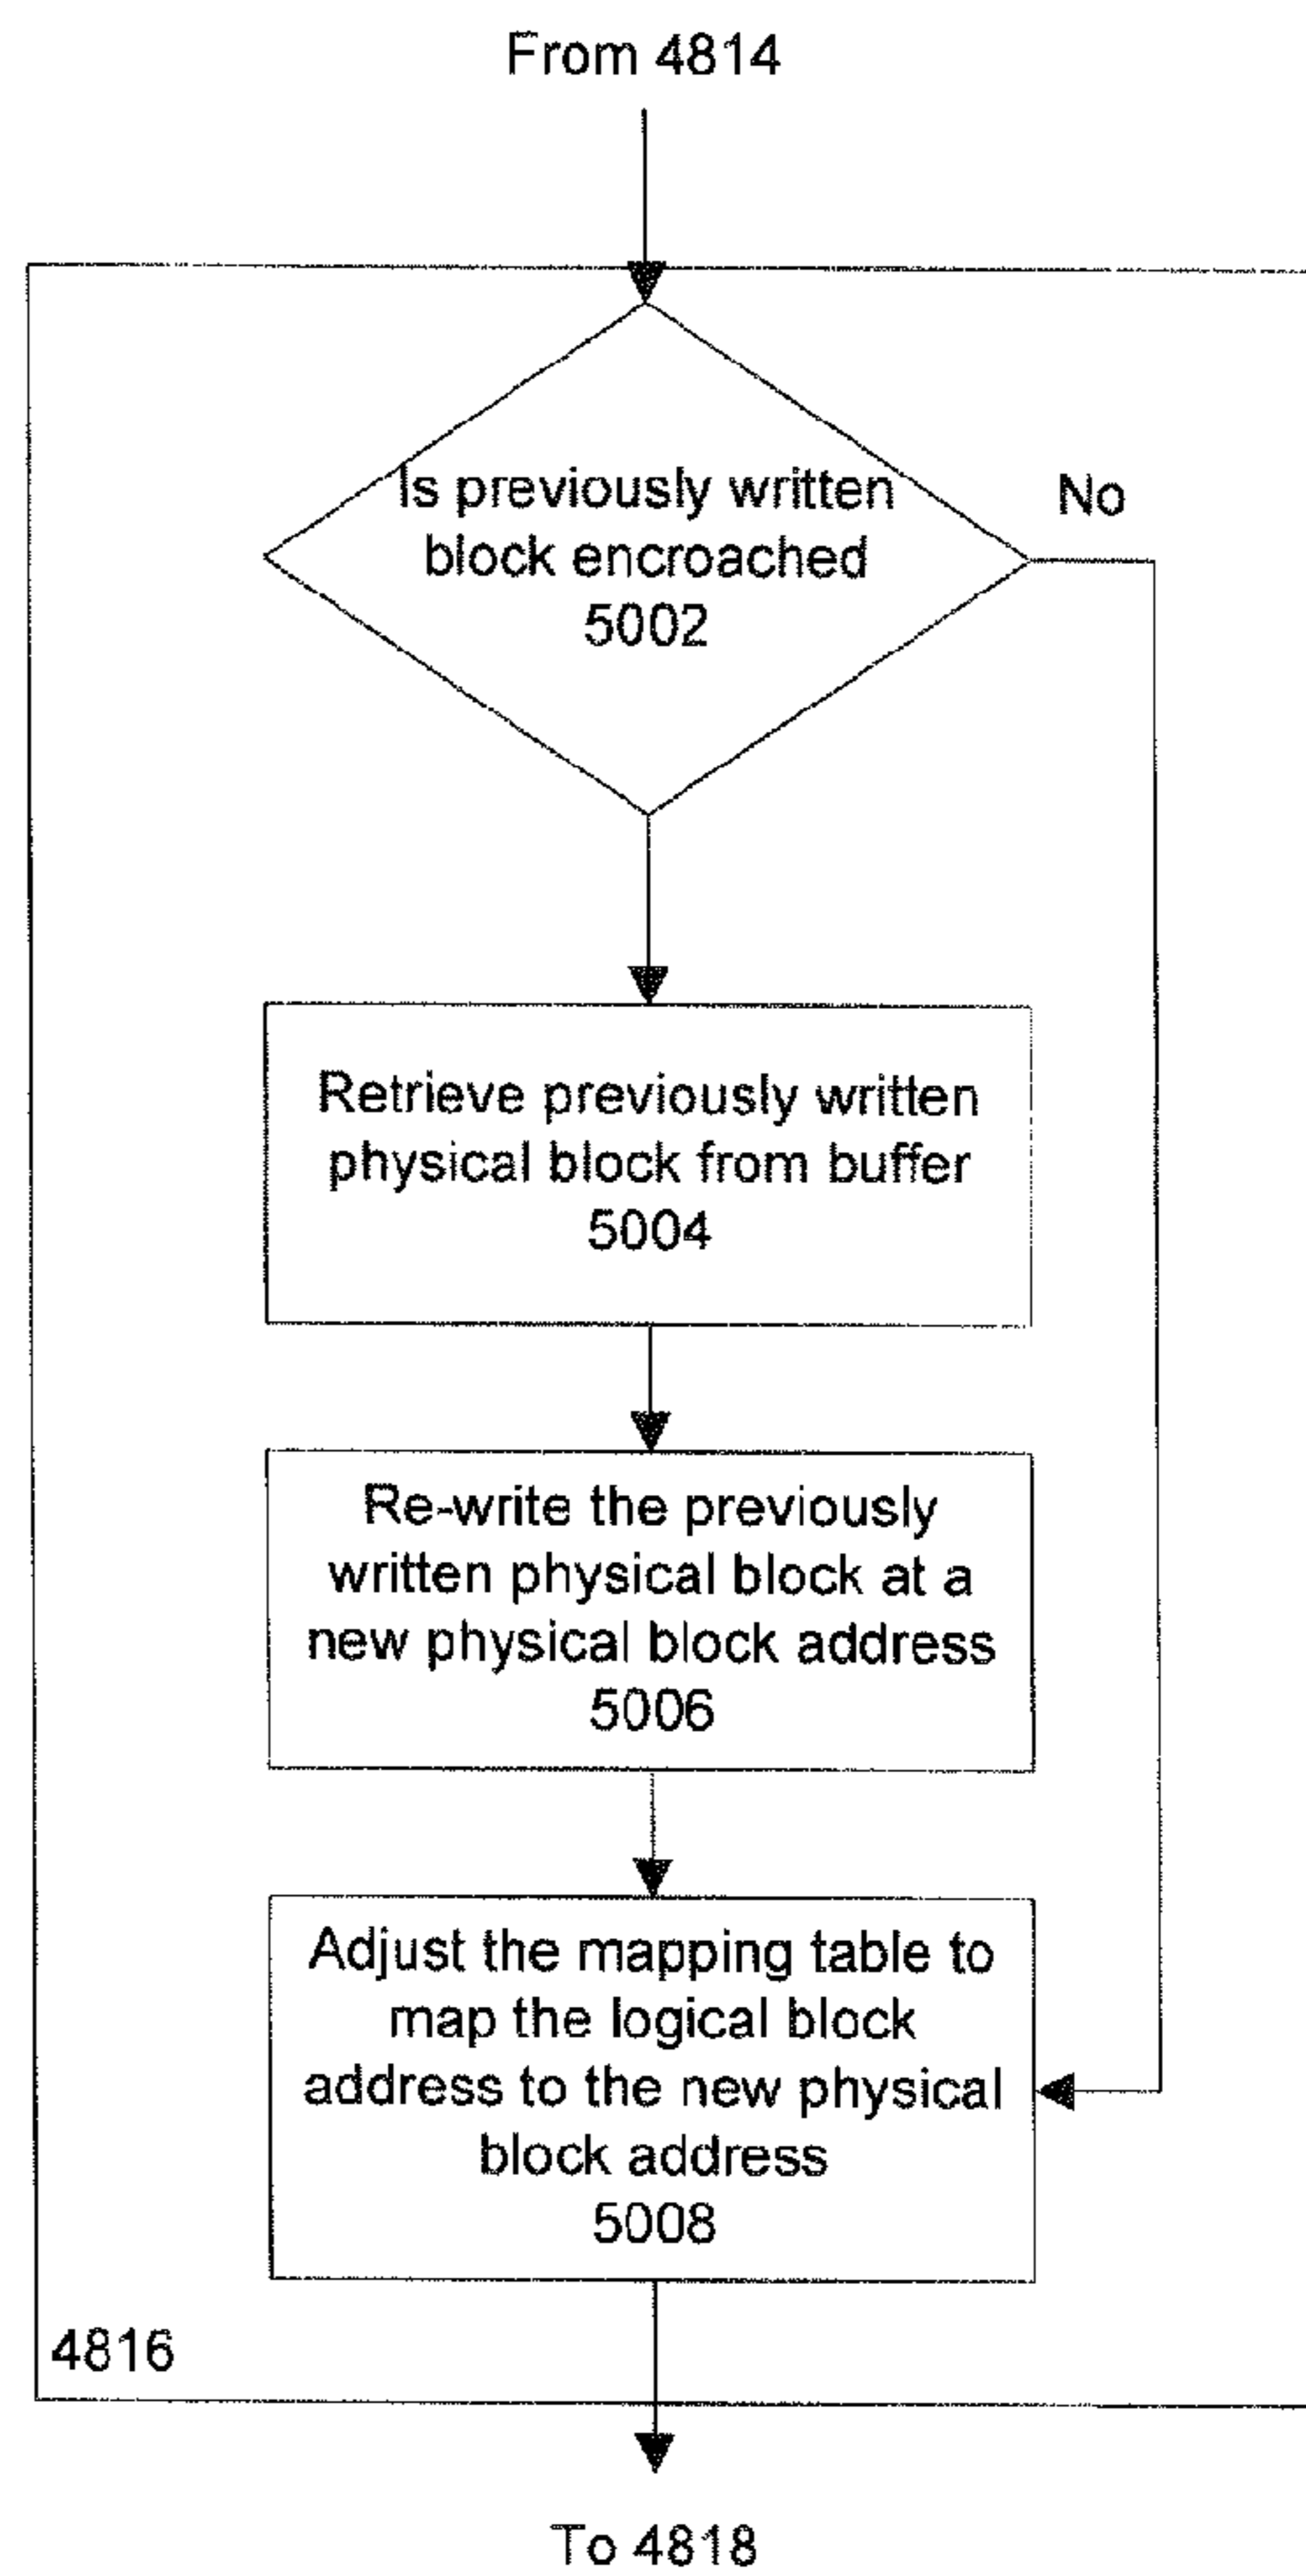 From 4814
Is previously written
No
block encroached
5002
Retrieve previously written
physical block from buffer
5004
Re-write the previously
written physical block at a
new physical block address
5006
Adjust the mapping table to
map the logical block
address to the new physical
block address
5008
4816
To 4818